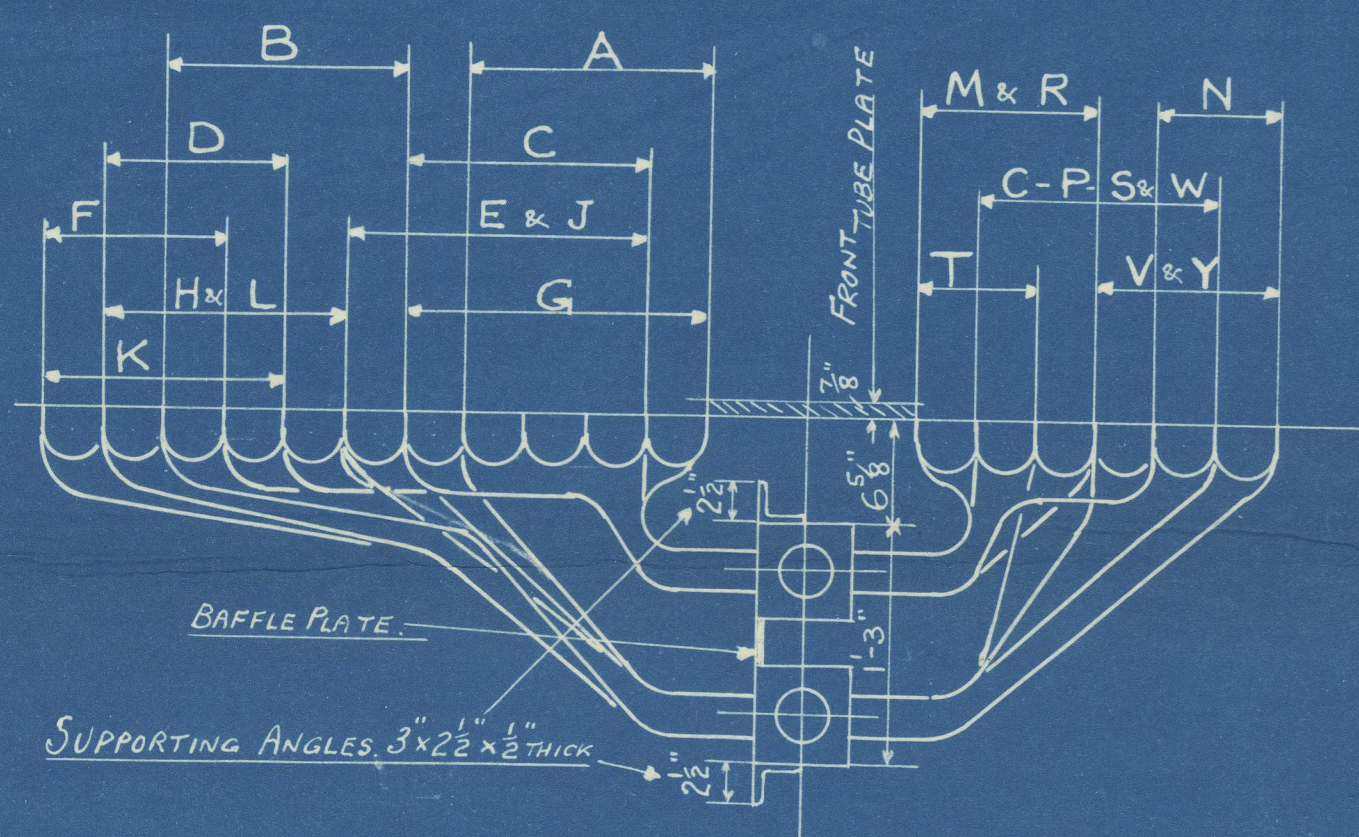 B
A
M & R
N
D
C
C-P-S & W
F
E & J
T
V & Y
H & L
G
K
FRONT TUBE PLATE
7/8"
6 5/8"
2 1/2"
1'-3"
BAFFLE PLATE.
SUPPORTING ANGLES. 3" x 2 1/2" x 1/2" THICK
2 1/2"